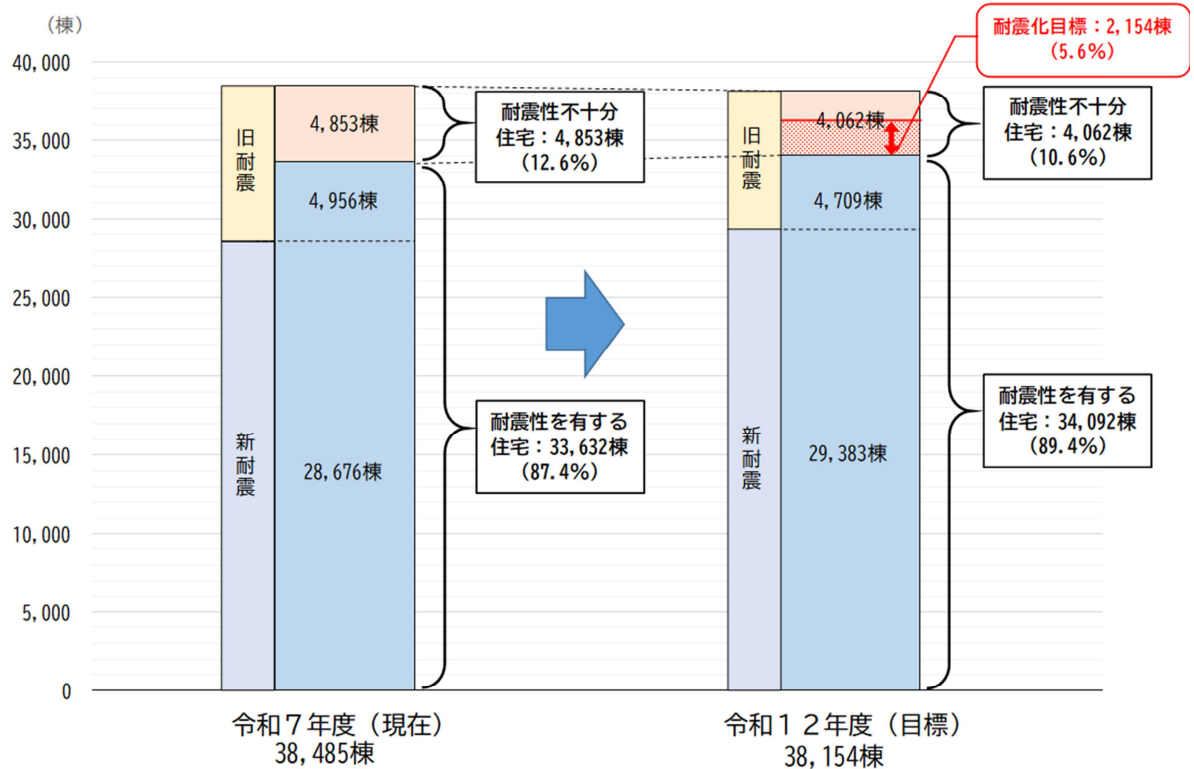 （棟）
耐震化目標：2,154棟
（5.6%）
40,000
35,000
30,000
25,000
20,000
15,000
10,000
5,000
0
旧耐震
新耐震
4,853棟
4,956棟
28,676棟
耐震性不十分
住宅：4,853棟
（12.6%）
耐震性を有する
住宅：33,632棟
（87.4%）
旧耐震
新耐震
4,062棟
4,709棟
29,383棟
耐震性不十分
住宅：4,062棟
（10.6%）
耐震性を有する
住宅：34,092棟
（89.4%）
令和７年度（現在）
38,485棟
令和１２年度（目標）
38,154棟